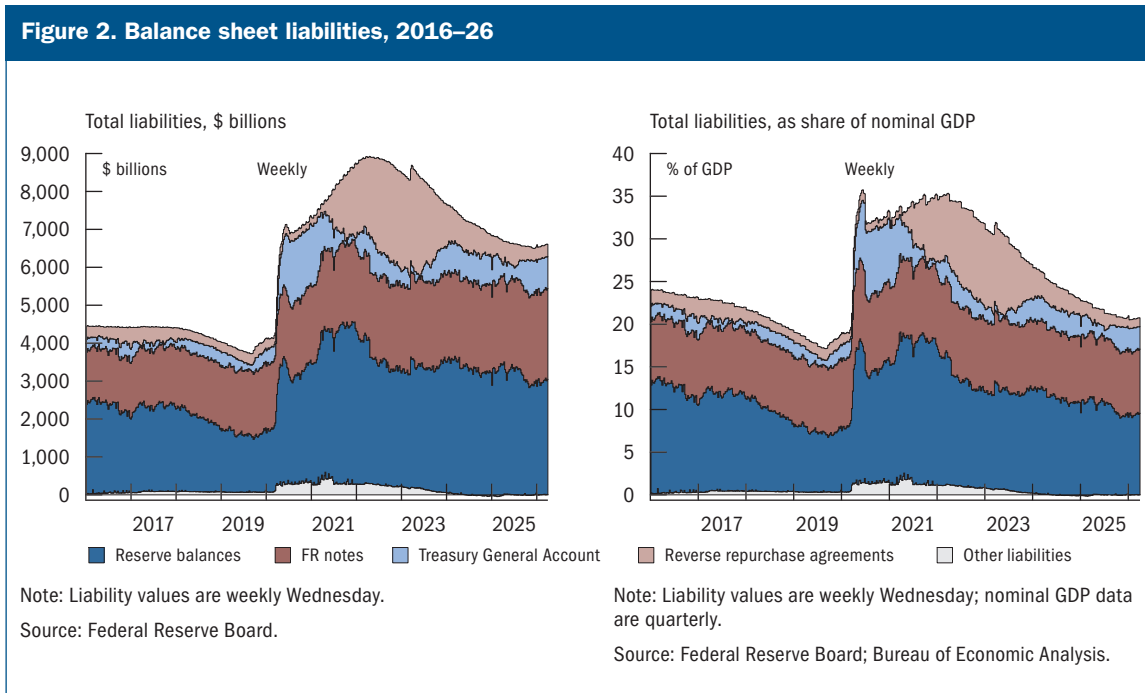 Figure 2. Balance sheet liabilities, 2016–26
Total liabilities, $ billions
$ billions
Weekly
9,000
8,000
7,000
6,000
5,000
4,000
3,000
2,000
1,000
0
2017 2019 2021 2023 2025
Total liabilities, as share of nominal GDP
% of GDP
Weekly
40
35
30
25
20
15
10
5
0
2017 2019 2021 2023 2025
Reserve balances FR notes Treasury General Account Reverse repurchase agreements Other liabilities
Note: Liability values are weekly Wednesday.
Source: Federal Reserve Board.
Note: Liability values are weekly Wednesday; nominal GDP data
are quarterly.
Source: Federal Reserve Board; Bureau of Economic Analysis.